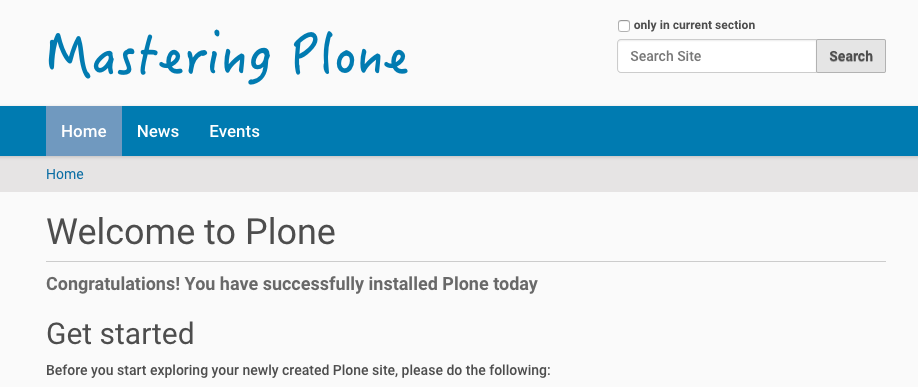 Mastering Plone
only in current section
Search Site
Search
Home
News
Events
Home
Welcome to Plone
Congratulations! You have successfully installed Plone today
Get started
Before you start exploring your newly created Plone site, please do the following: